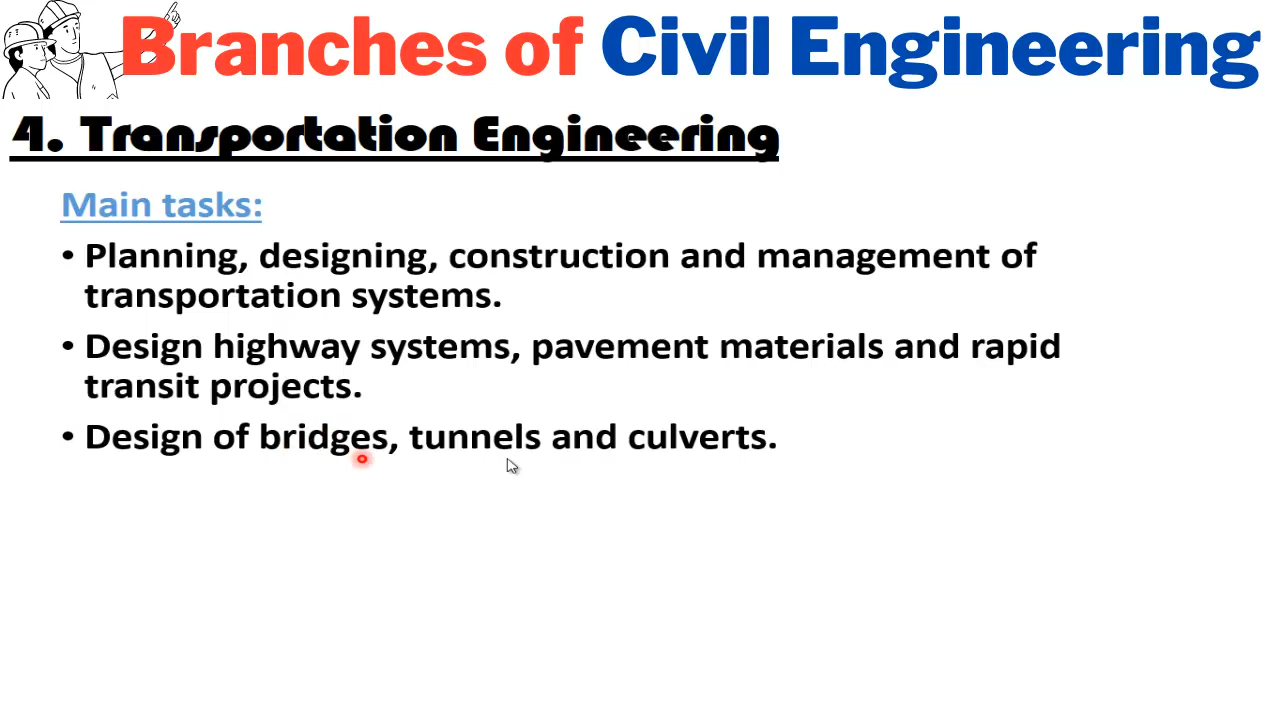 Branches of Civil Engineering
4. Transportation Engineering
Main tasks:
• Planning, designing, construction and management of
transportation systems.
• Design highway systems, pavement materials and rapid
transit projects.
• Design of bridges, tunnels and culverts.